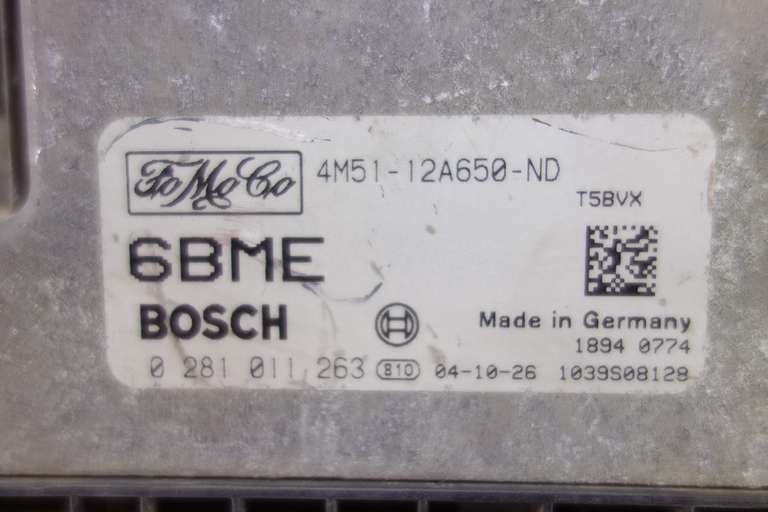 FoMoCo 4M51-12A650-ND
T5BVX
6BME
BOSCH
Made in Germany
1894 0774
0 281 011 263 810 04-10-26 1039S08129